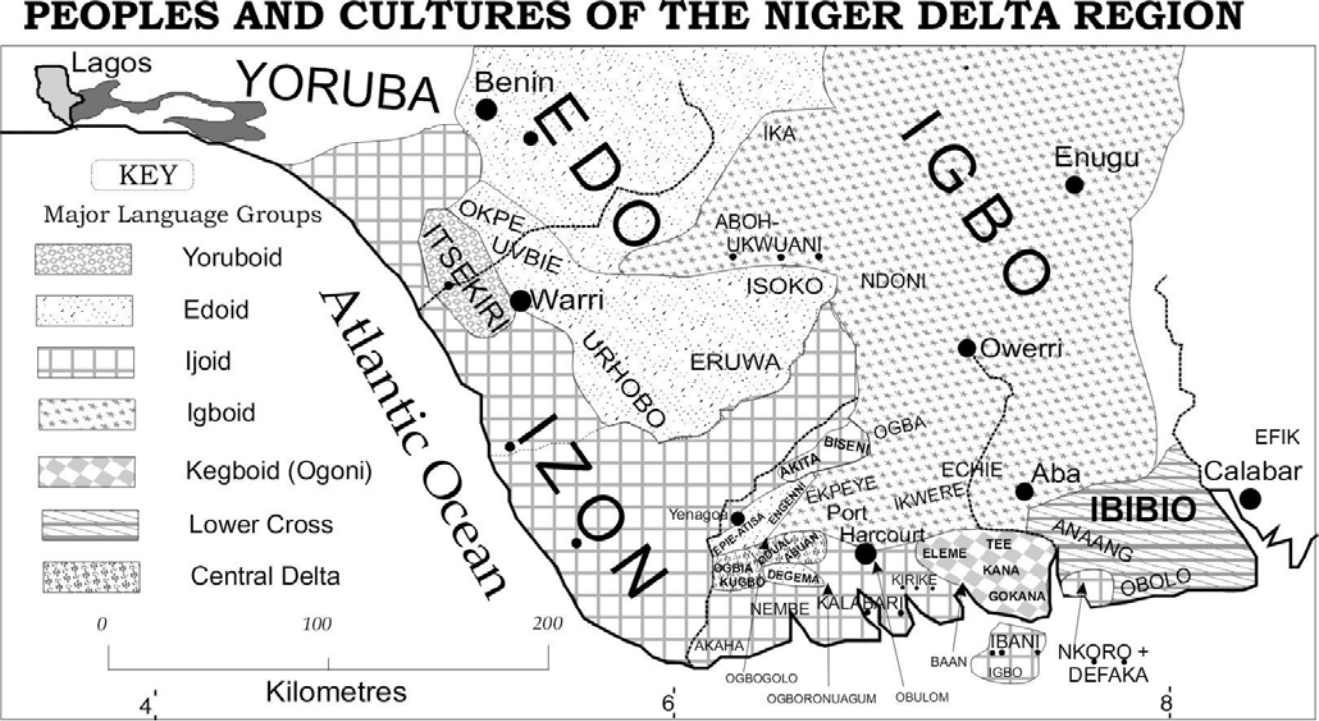 PEOPLES AND CULTURES OF THE NIGER DELTA REGION
Lagos
YORUBA
Benin
EDO
IKA
IGBO
Enugu
KEY
Major Language Groups
Yoruboid
Edoid
Ijoid
Igboid
Kegboid (Ogoni)
Lower Cross
Central Delta
0
100
200
Kilometres
Atlantic Ocean
OKPE
UVBIE
ITSEKIRI
Warri
ABOH-
UKWUANI
ISOKO
NDONI
URHOBO
ERUWA
Owerri
IZON
BISENI
OGBA
AKITA
ENGENNI
EKPEYE
ECHIE
IKWERE
Aba
EFIK
Calabar
IBIBIO
ANAANG
OBOLO
Yenagoa
EPIE-ATISA
Port
Harcourt
ODUAL
ABUAN
OGBIA
KUGBO
DEGEMA
ELEME
TEE
KANA
GOKANA
KIRIKE
NEMBE
KALABARI
AKAHA
OGBOGOLO
OGBORONUAGUM
OBULOM
BAAN
IBANI
IGBO
NKORO +
DEFAKA
4
6
8